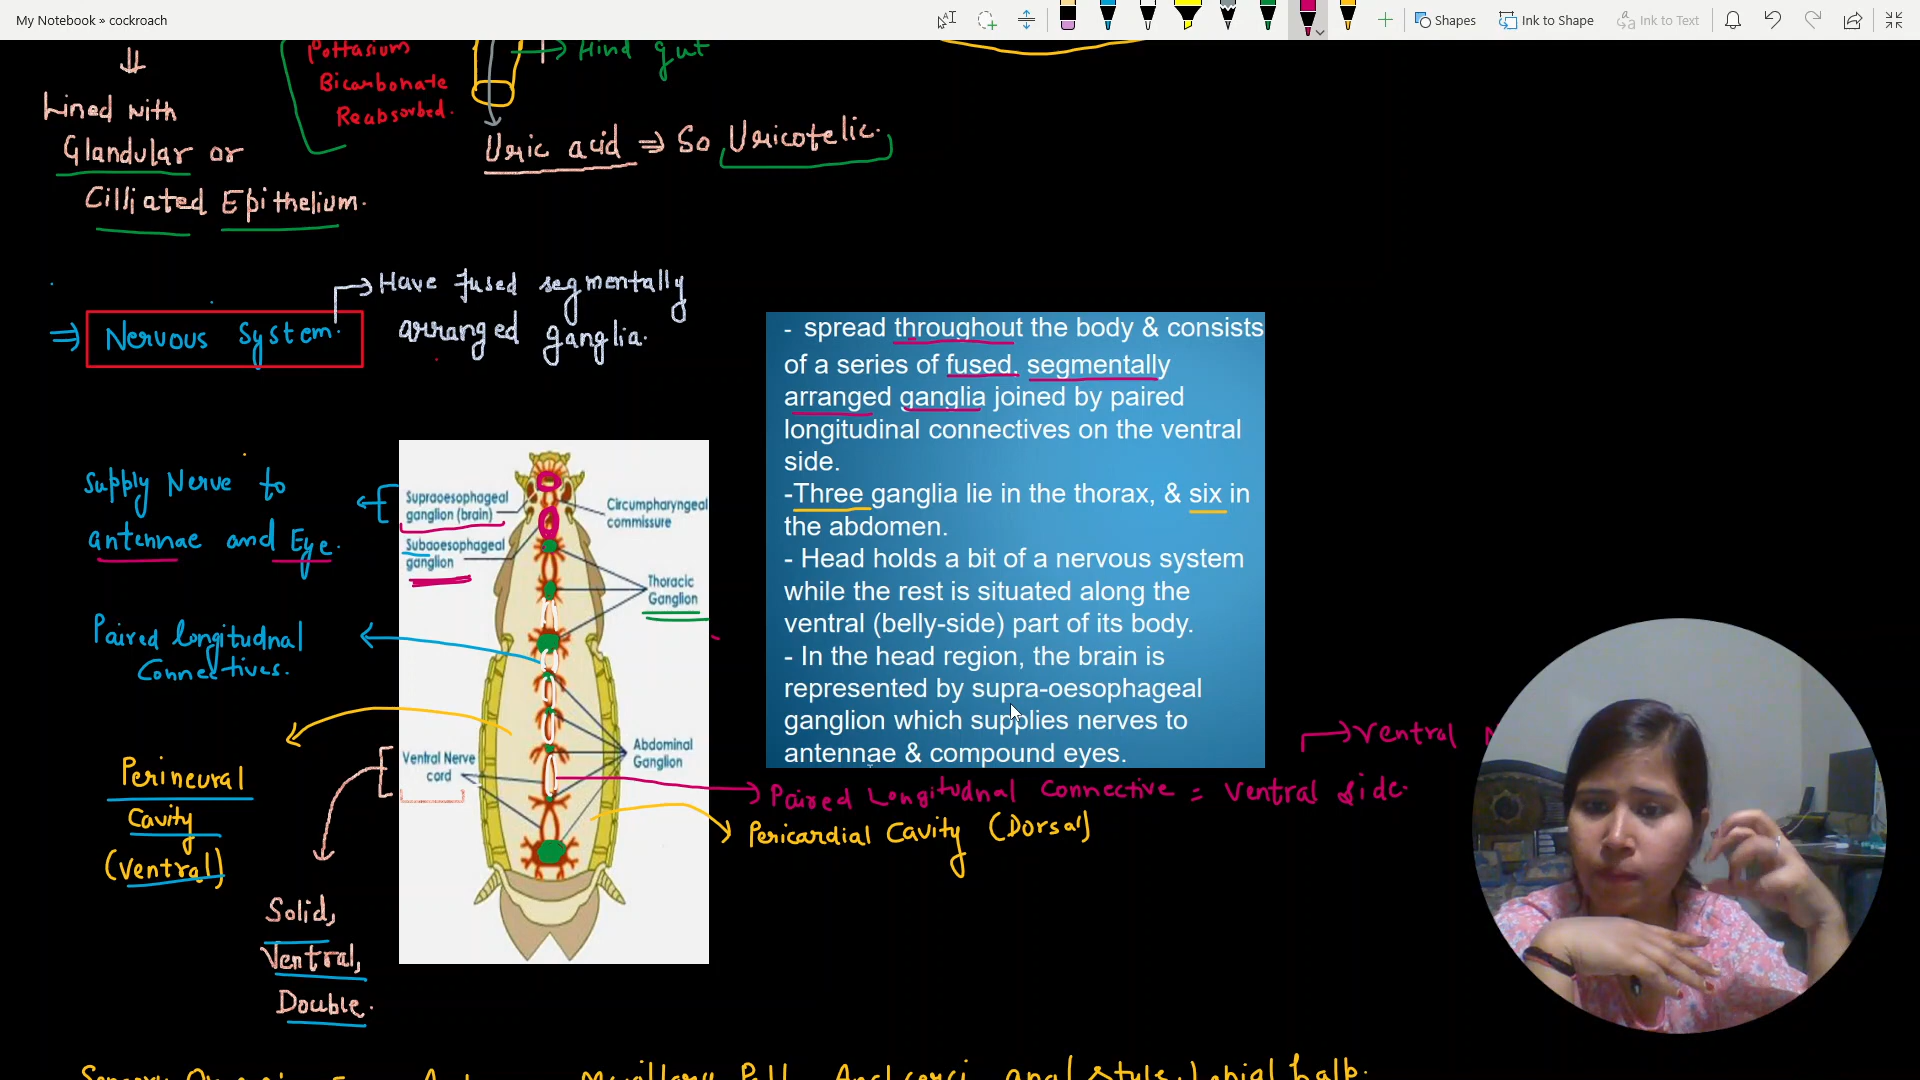 My Notebook » cockroach
Shapes
Ink to Shape
Ink to Text
Lined with
Glandular or
Cilliated Epithelium.
Pottasium
Bicarbonate
Reabsorbed.
Hind gut
Uric acid ⇒ So Uricotelic.
⇒ Nervous System.
Have fused segmentally
arranged ganglia.
Supply Nerve to
antennae and Eye.
Paired longitudnal
Connectives.
Perineural
Cavity
(Ventral)
Solid,
Ventral,
Double.
Supraoesophageal
ganglion (brain)
Subaoesophageal
ganglion
Circumpharyngeal
commissure
Thoracic
Ganglion
Abdominal
Ganglion
Ventral Nerve
cord
- spread throughout the body & consists
of a series of fused. segmentally
arranged ganglia joined by paired
longitudinal connectives on the ventral
side.
-Three ganglia lie in the thorax, & six in
the abdomen.
- Head holds a bit of a nervous system
while the rest is situated along the
ventral (belly-side) part of its body.
- In the head region, the brain is
represented by supra-oesophageal
ganglion which supplies nerves to
antennae & compound eyes.
Ventral
Paired Longitudnal Connective = Ventral side.
Pericardial Cavity (Dorsal)